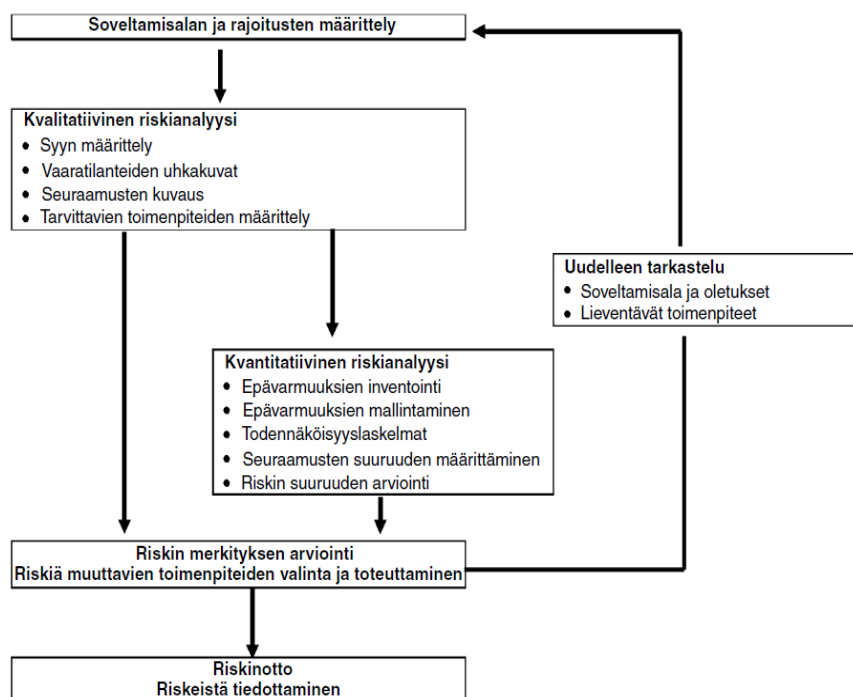 Soveltamisalan ja rajoitusten määrittely
Kvalitatiivinen riskianalyysi
• Syyn määrittely
• Vaaratilanteiden uhkakuvat
• Seuraamusten kuvaus
• Tarvittavien toimenpiteiden määrittely
Uudelleen tarkastelu
• Soveltamisala ja oletukset
• Lieventävät toimenpiteet
Kvantitatiivinen riskianalyysi
• Epävarmuuksien inventointi
• Epävarmuuksien mallintaminen
• Todennäköisyyslaskelmat
• Seuraamusten suuruuden määrittäminen
• Riskin suuruuden arviointi
Riskin merkityksen arviointi
Riskiä muuttavien toimenpiteiden valinta ja toteuttaminen
Riskinotto
Riskeistä tiedottaminen